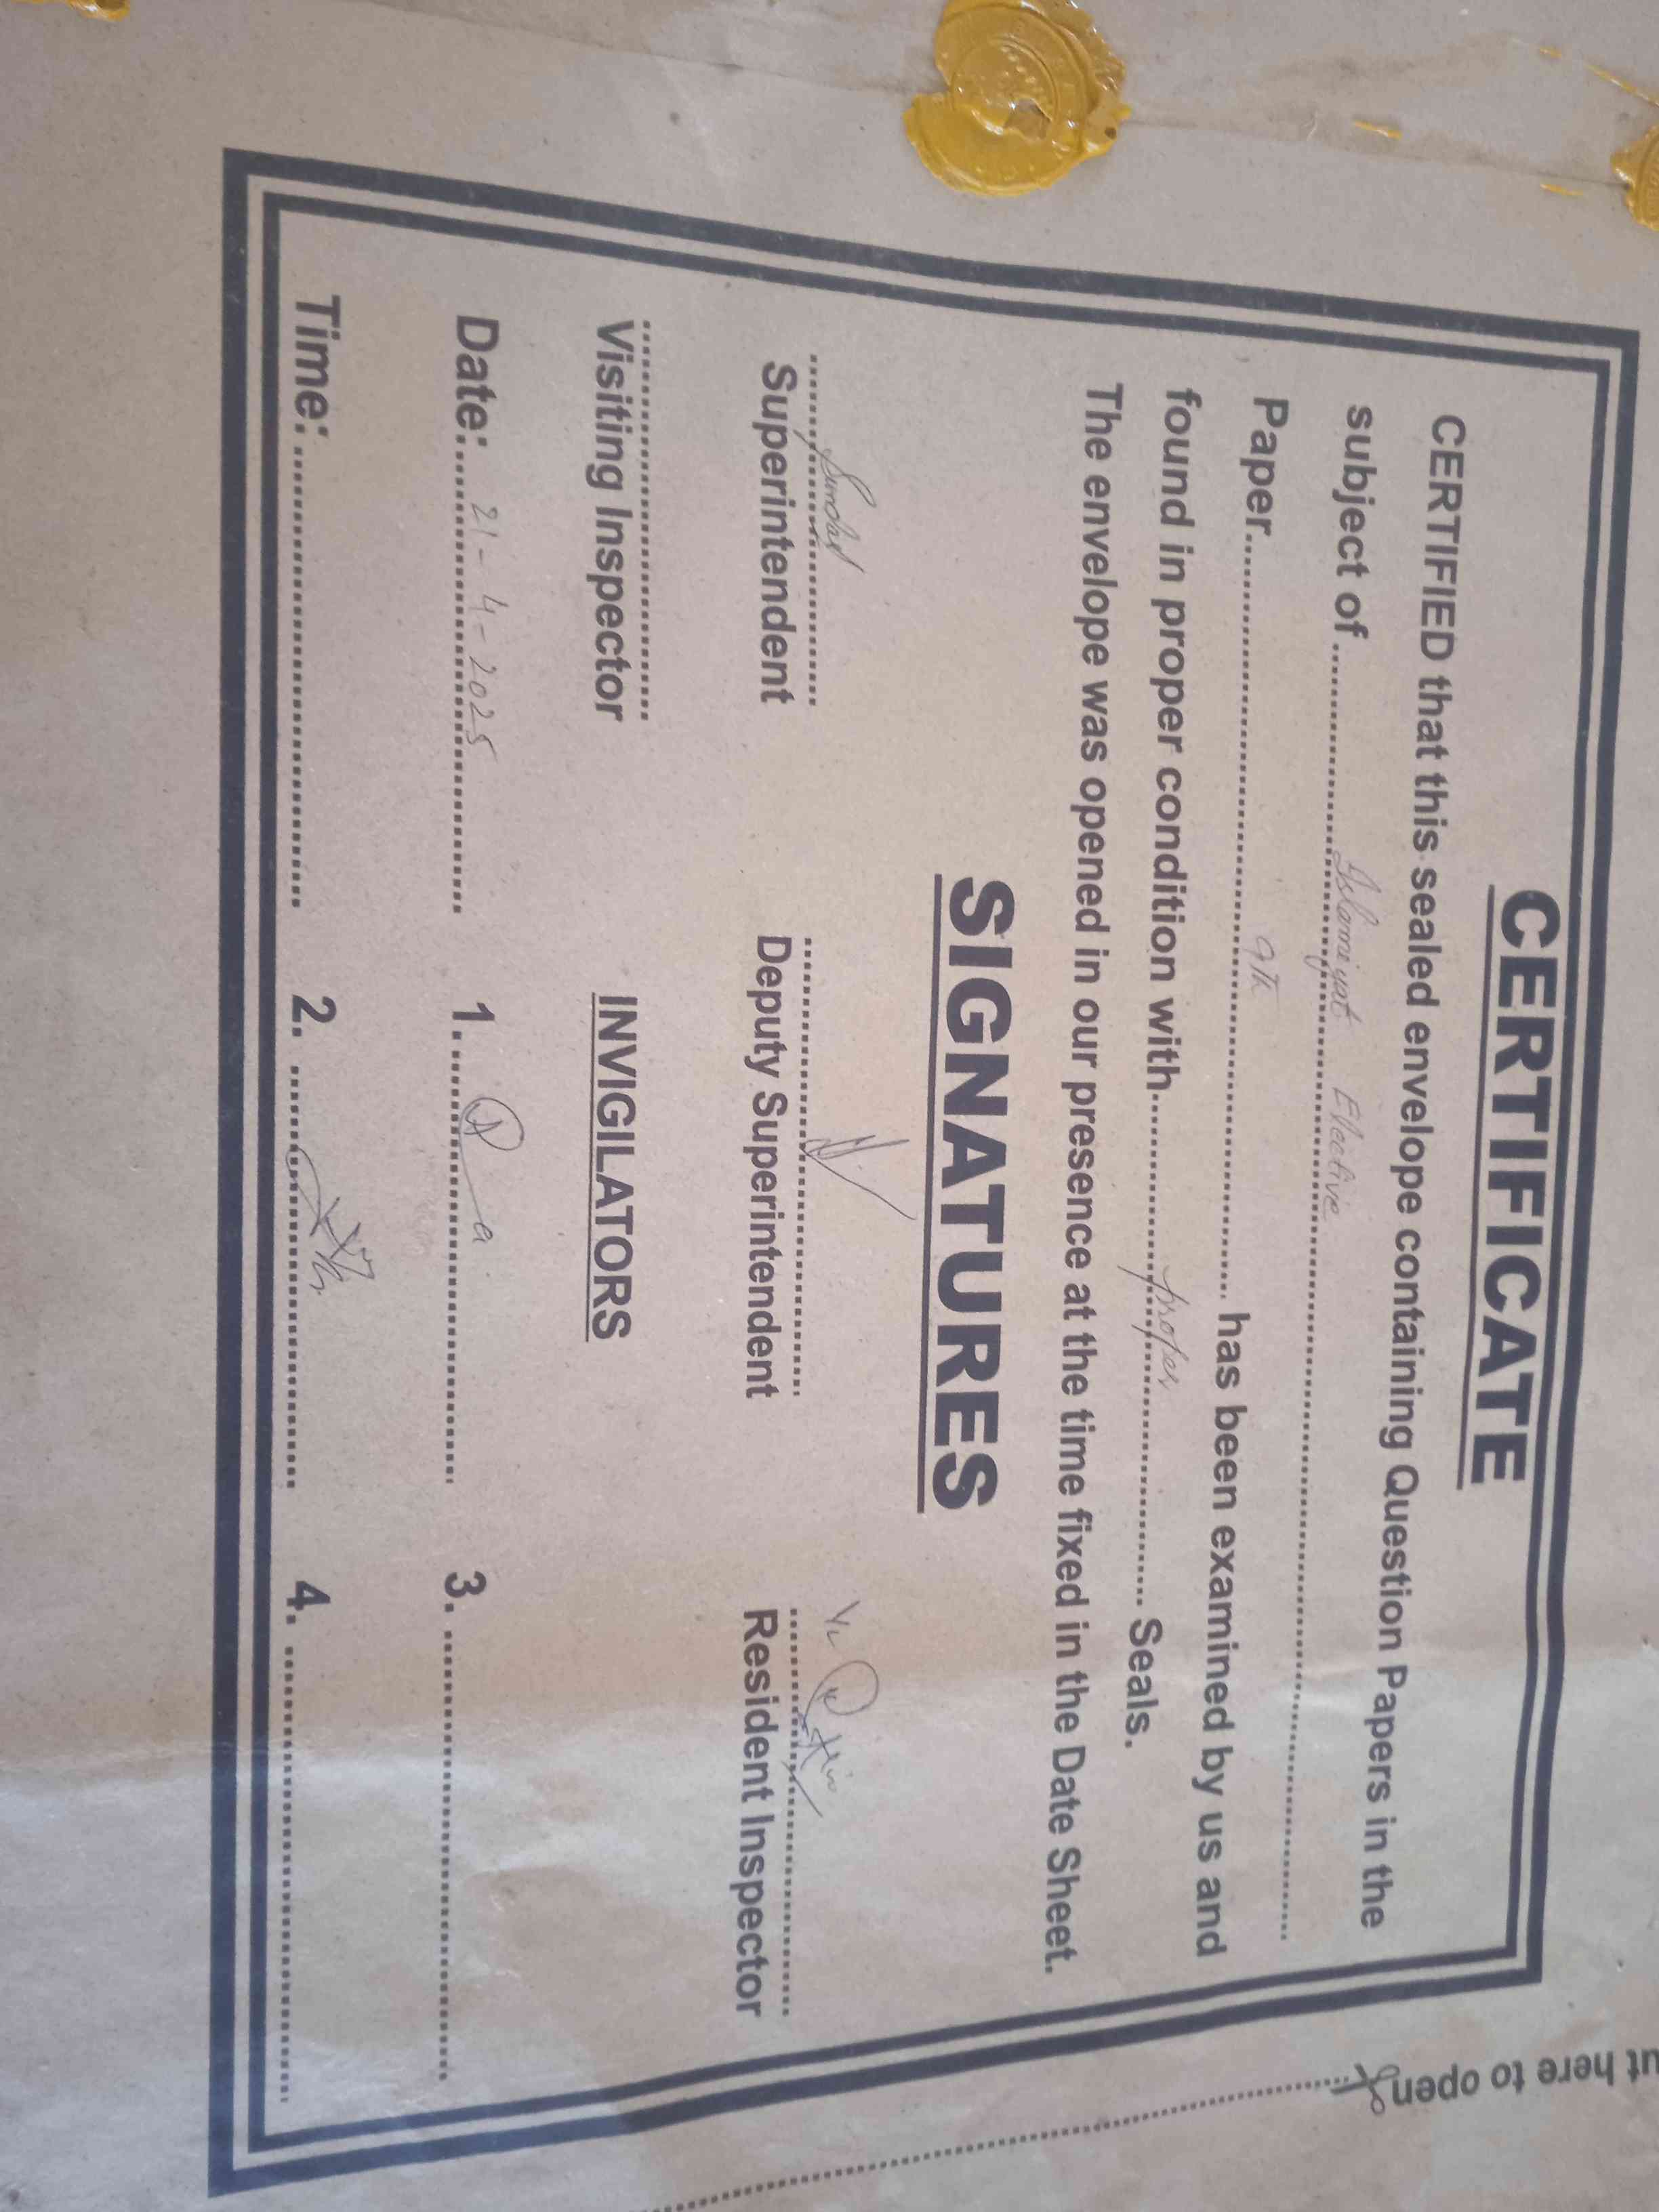 CERTIFICATE
CERTIFIED that this sealed envelope containing Question Papers in the
subject of ........ Islamiyat Elective ........
Paper ........ 9th ........ has been examined by us and
found in proper condition with ........ proper ........ Seals.
The envelope was opened in our presence at the time fixed in the Date Sheet.
SIGNATURES
Superintendent Deputy Superintendent Resident Inspector
Visiting Inspector INVIGILATORS
Date: 21-4-2025 1. 3.
Time: 2. 4.
ut here to open